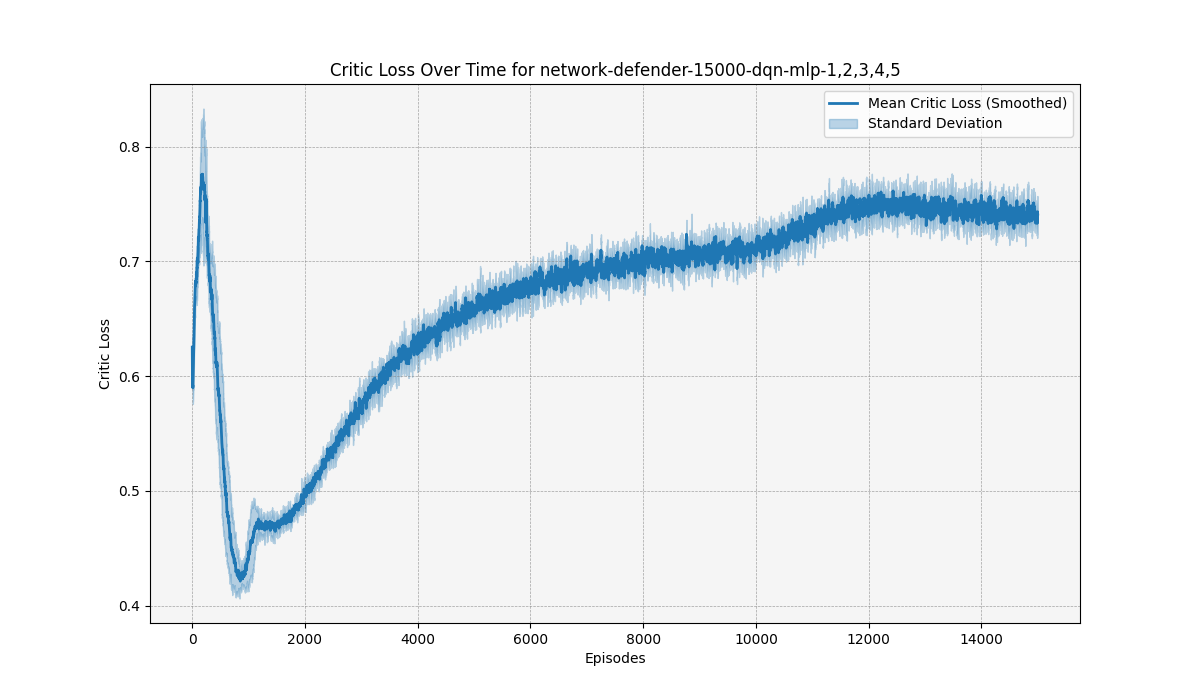 Critic Loss Over Time for network-defender-15000-dqn-mlp-1,2,3,4,5
Mean Critic Loss (Smoothed)
Standard Deviation
Critic Loss
0.8
0.7
0.6
0.5
0.4
0 2000 4000 6000 8000 10000 12000 14000
Episodes